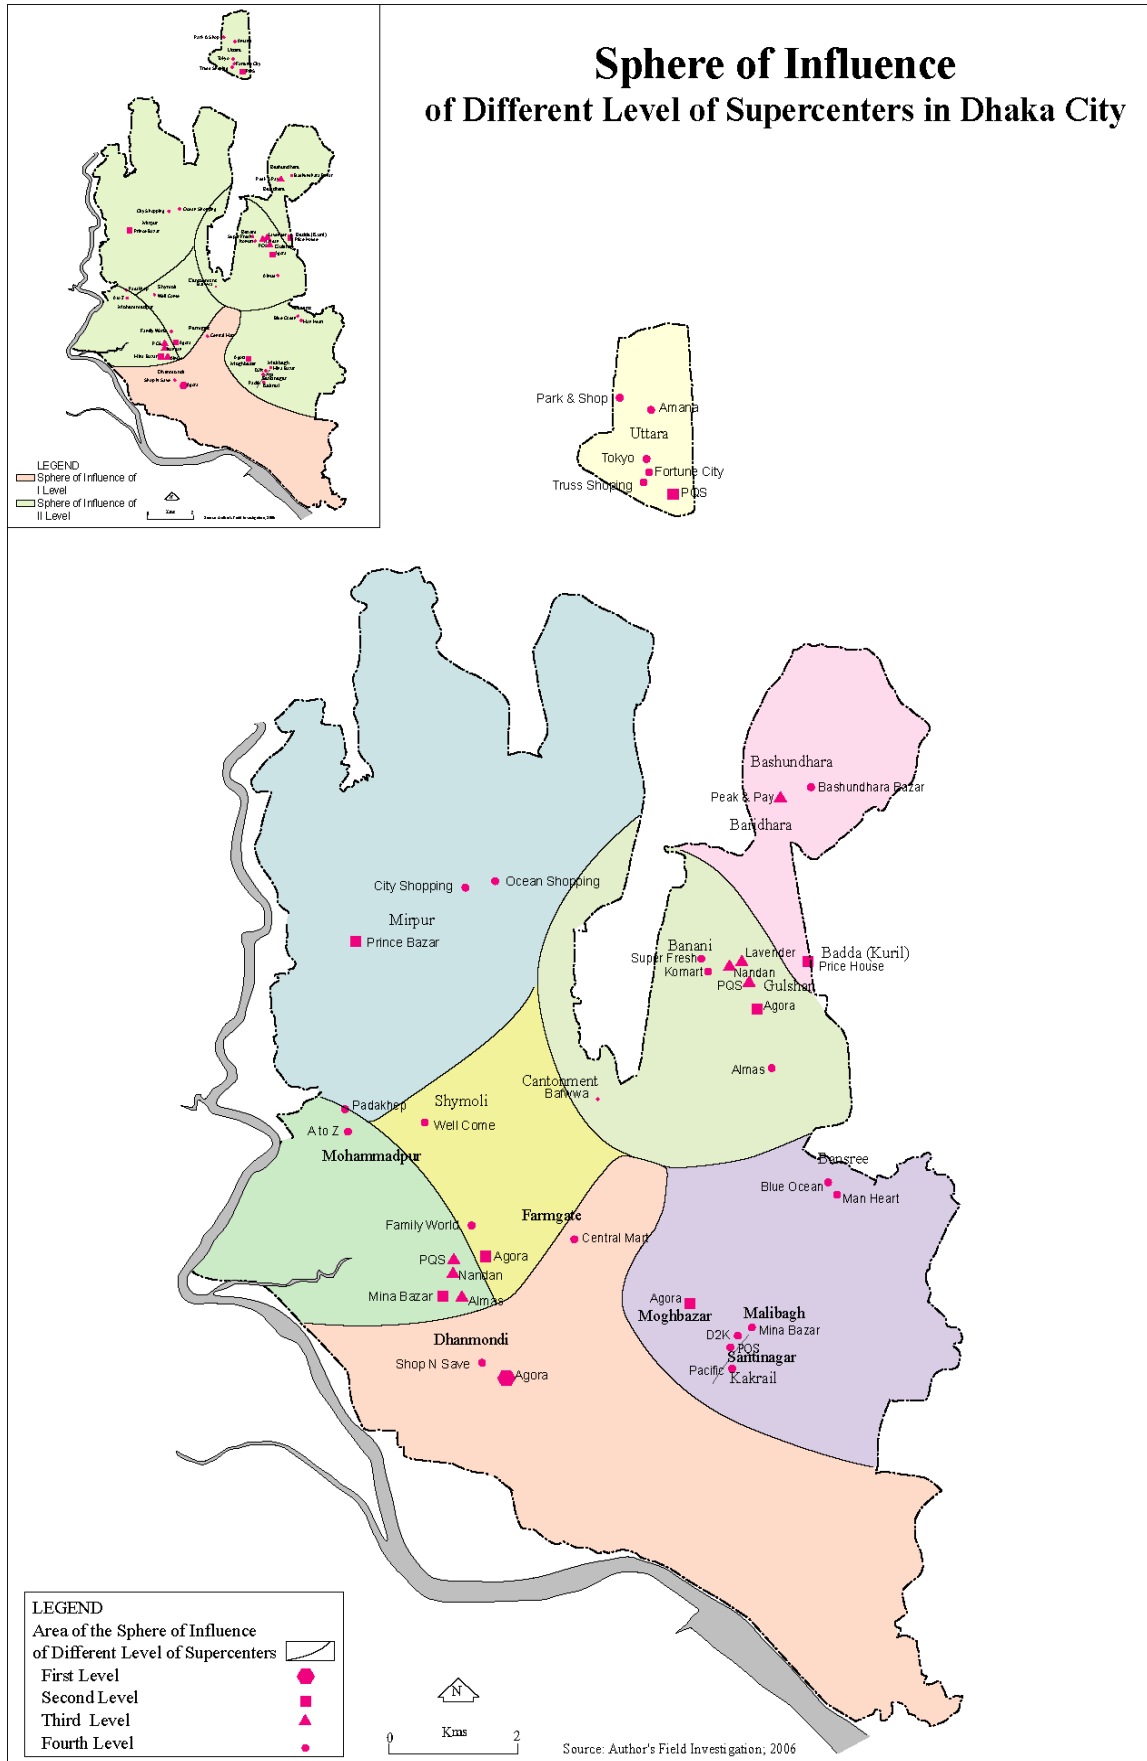 Sphere of Influence
of Different Level of Supercenters in Dhaka City
LEGEND
Sphere of Influence of
I Level
Sphere of Influence of
II Level
Park & Shop
Amana
Uttara
Tokyo
Fortune City
Truss Shoping
PQS
Bashundhara
Bashundhara Bazar
Peak & Pay
Baridhara
City Shopping
Ocean Shopping
Mirpur
Prince Bazar
Banani
Lavender
Super Fresh
Nandan
Komart
PQS
Gulshan
Agora
Badda (Kuril)
Price House
Almas
Cantonment
Bafwwa
Padakhep
Shymoli
Well Come
A to Z
Mohammadpur
Bansree
Blue Ocean
Man Heart
Family World
Farmgate
Central Mart
PQS
Agora
Nandan
Mina Bazar
Almas
Agora
Moghbazar
Malibagh
Mina Bazar
D2K
PQS
Santinagar
Pacific
Kakrail
Dhanmondi
Shop N Save
Agora
LEGEND
Area of the Sphere of Influence
of Different Level of Supercenters
First Level
Second Level
Third Level
Fourth Level
N
0 Kms 2
Source: Author's Field Investigation; 2006